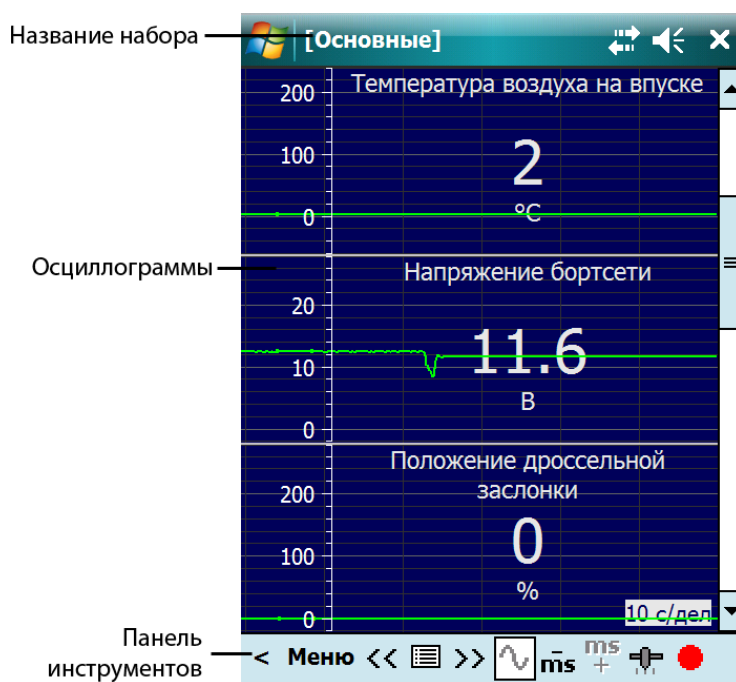 Название набора
[Основные]
Температура воздуха на впуске
200
100
0
2
°C
Осциллограммы
Напряжение бортсети
20
10
0
11.6
В
Положение дроссельной
заслонки
200
100
0
0
%
10 с/дел
Панель
инструментов
< Меню << >> ms ms
+